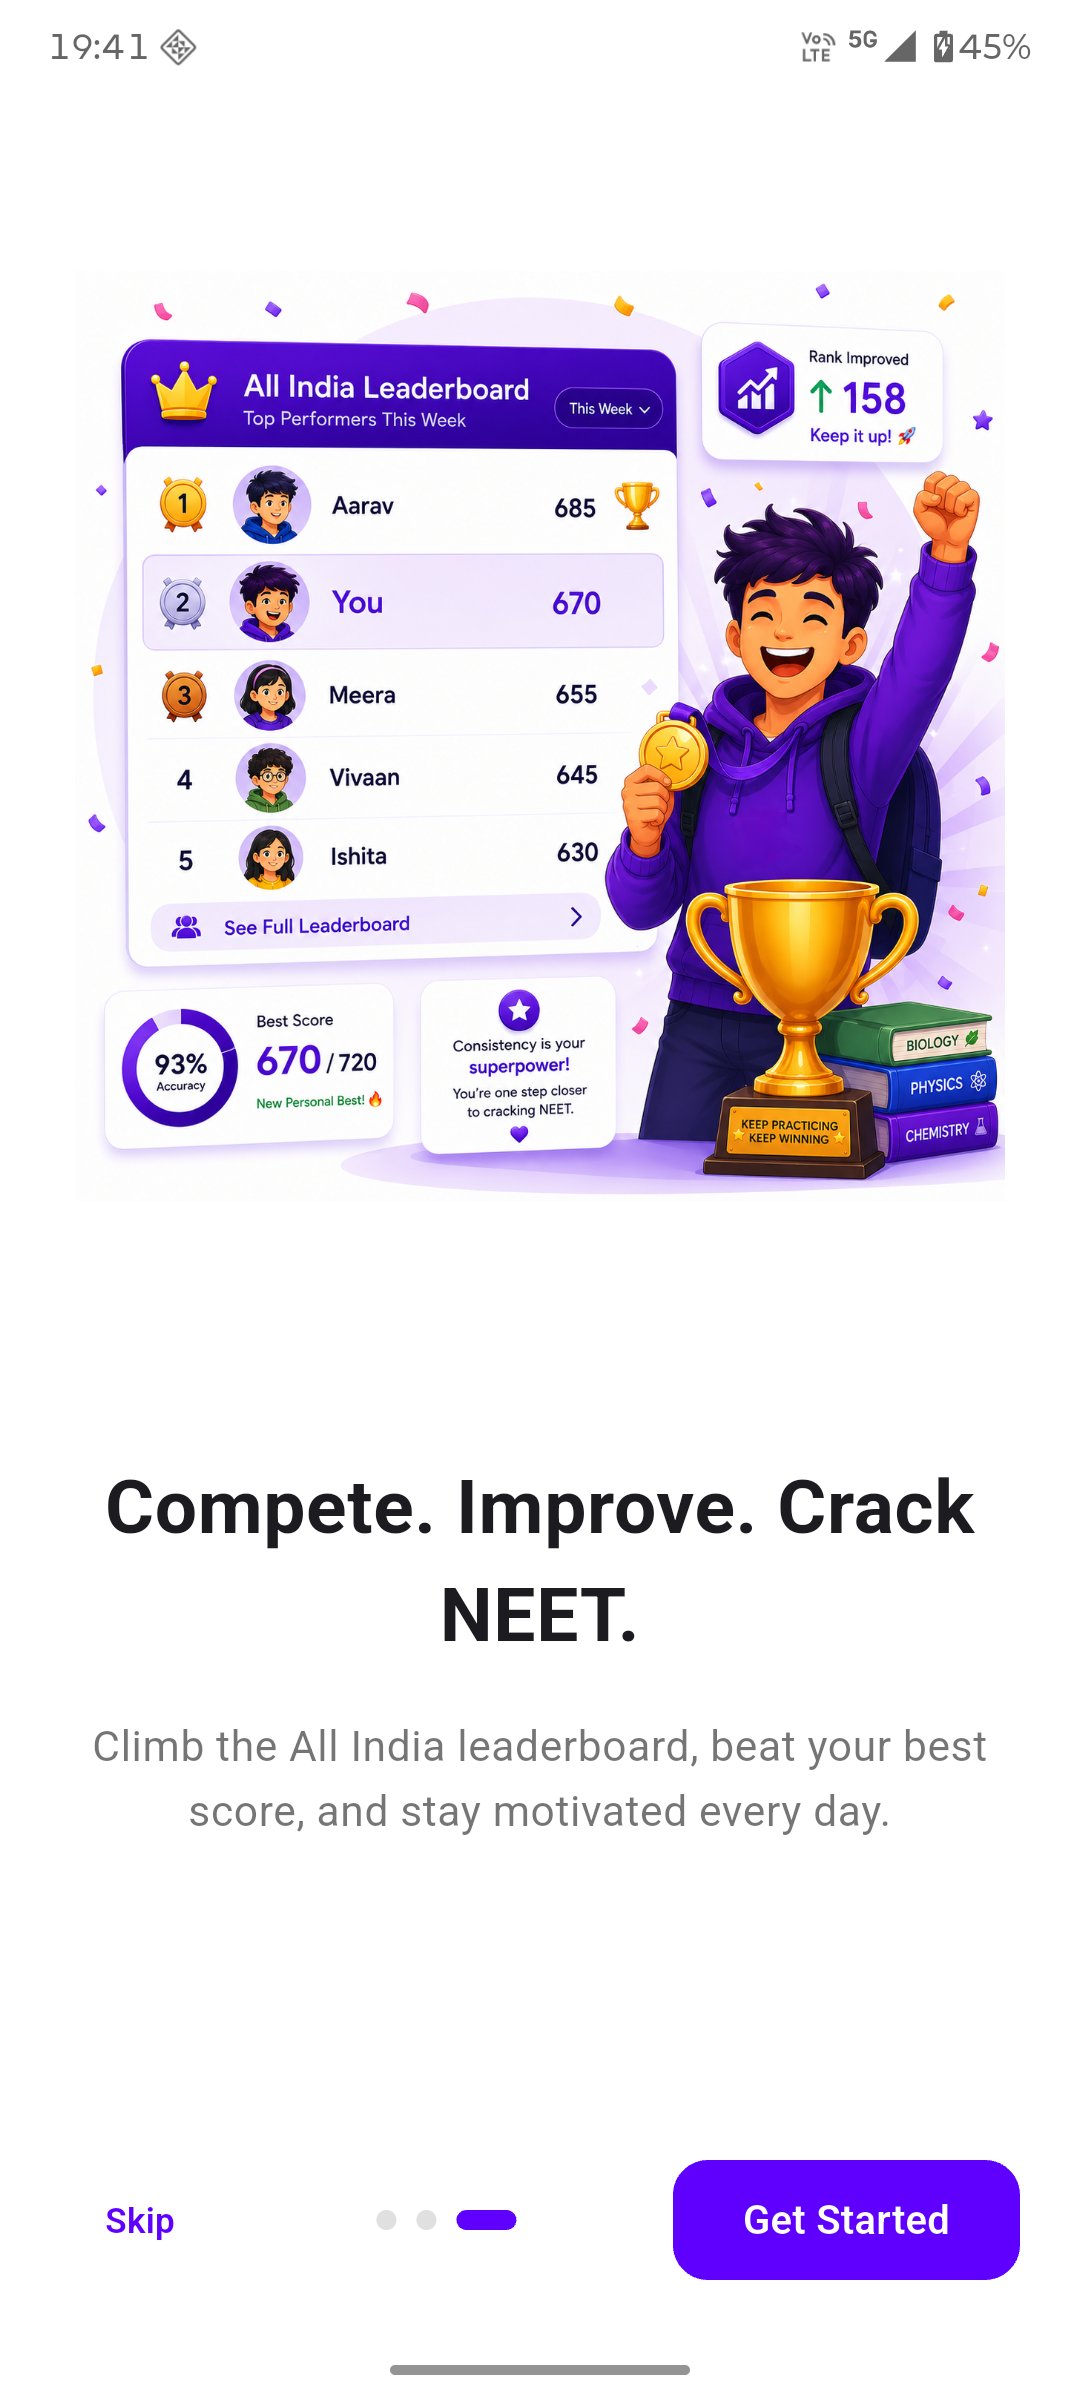 19:41
Vo LTE 5G 45%
All India Leaderboard
Top Performers This Week
This Week
Rank Improved
158
Keep it up! 🚀
1 Aarav 685
2 You 670
3 Meera 655
4 Vivaan 645
5 Ishita 630
See Full Leaderboard
93%
Accuracy
Best Score
670 / 720
New Personal Best! 🔥
Consistency is your
superpower!
You're one step closer
to cracking NEET.
BIOLOGY
PHYSICS
CHEMISTRY
KEEP PRACTICING
KEEP WINNING
Compete. Improve. Crack
NEET.
Climb the All India leaderboard, beat your best
score, and stay motivated every day.
Skip
Get Started